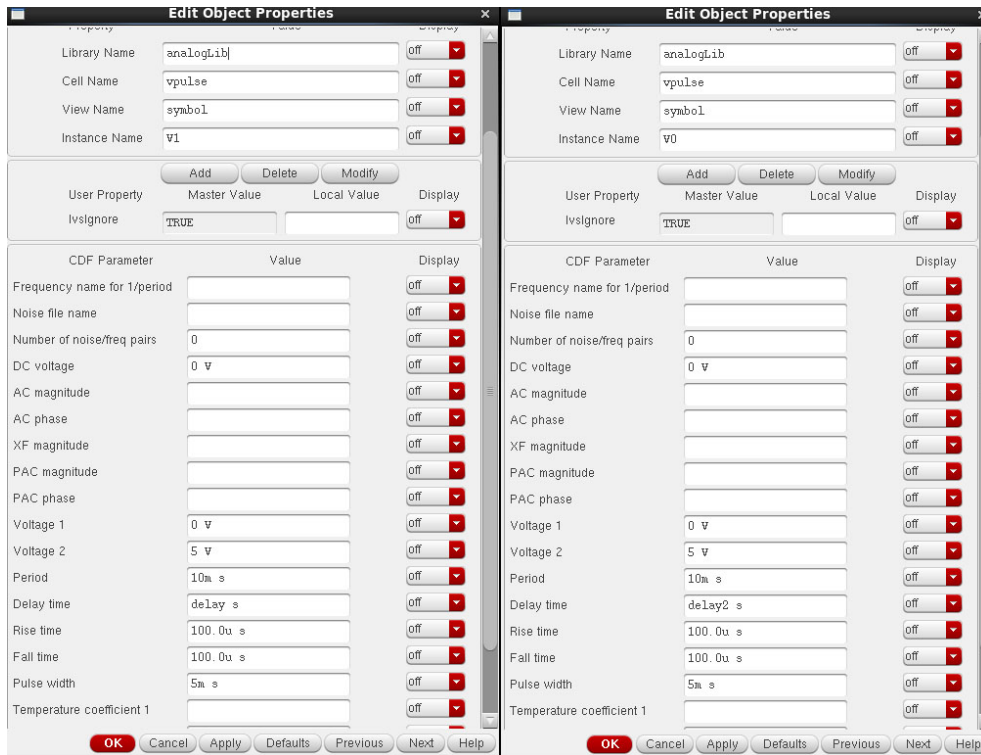 Edit Object Properties ×
Library Name analogLib off
Cell Name vpulse off
View Name symbol off
Instance Name V1 off
Add Delete Modify
User Property Master Value Local Value Display
lvsIgnore TRUE off
CDF Parameter Value Display
Frequency name for 1/period off
Noise file name off
Number of noise/freq pairs 0 off
DC voltage 0 V off
AC magnitude off
AC phase off
XF magnitude off
PAC magnitude off
PAC phase off
Voltage 1 0 V off
Voltage 2 5 V off
Period 10m s off
Delay time delay s off
Rise time 100.0u s off
Fall time 100.0u s off
Pulse width 5m s off
Temperature coefficient 1 off
OK Cancel Apply Defaults Previous Next Help
Edit Object Properties
Library Name analogLib off
Cell Name vpulse off
View Name symbol off
Instance Name V0 off
Add Delete Modify
User Property Master Value Local Value Display
lvsIgnore TRUE off
CDF Parameter Value Display
Frequency name for 1/period off
Noise file name off
Number of noise/freq pairs 0 off
DC voltage 0 V off
AC magnitude off
AC phase off
XF magnitude off
PAC magnitude off
PAC phase off
Voltage 1 0 V off
Voltage 2 5 V off
Period 10m s off
Delay time delay2 s off
Rise time 100.0u s off
Fall time 100.0u s off
Pulse width 5m s off
Temperature coefficient 1 off
OK Cancel Apply Defaults Previous Next Help